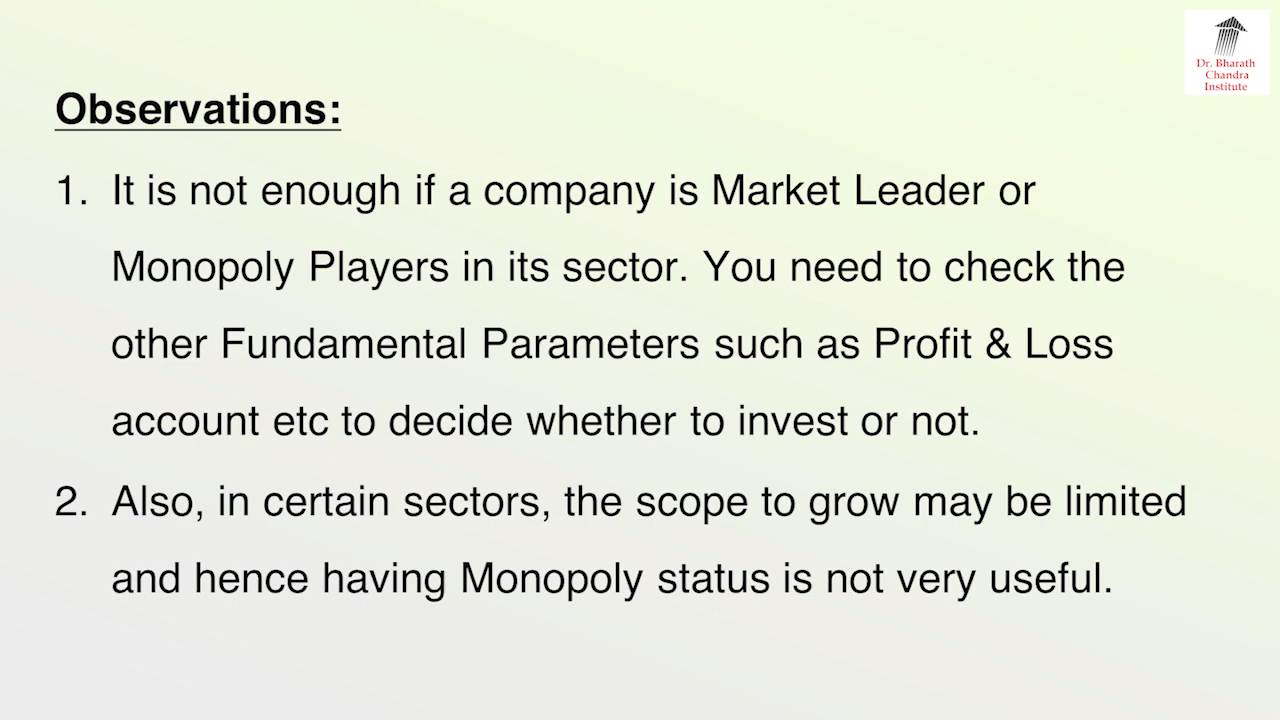 Dr. Bharath
Chandra
Institute
Observations:
1. It is not enough if a company is Market Leader or
Monopoly Players in its sector. You need to check the
other Fundamental Parameters such as Profit & Loss
account etc to decide whether to invest or not.
2. Also, in certain sectors, the scope to grow may be limited
and hence having Monopoly status is not very useful.